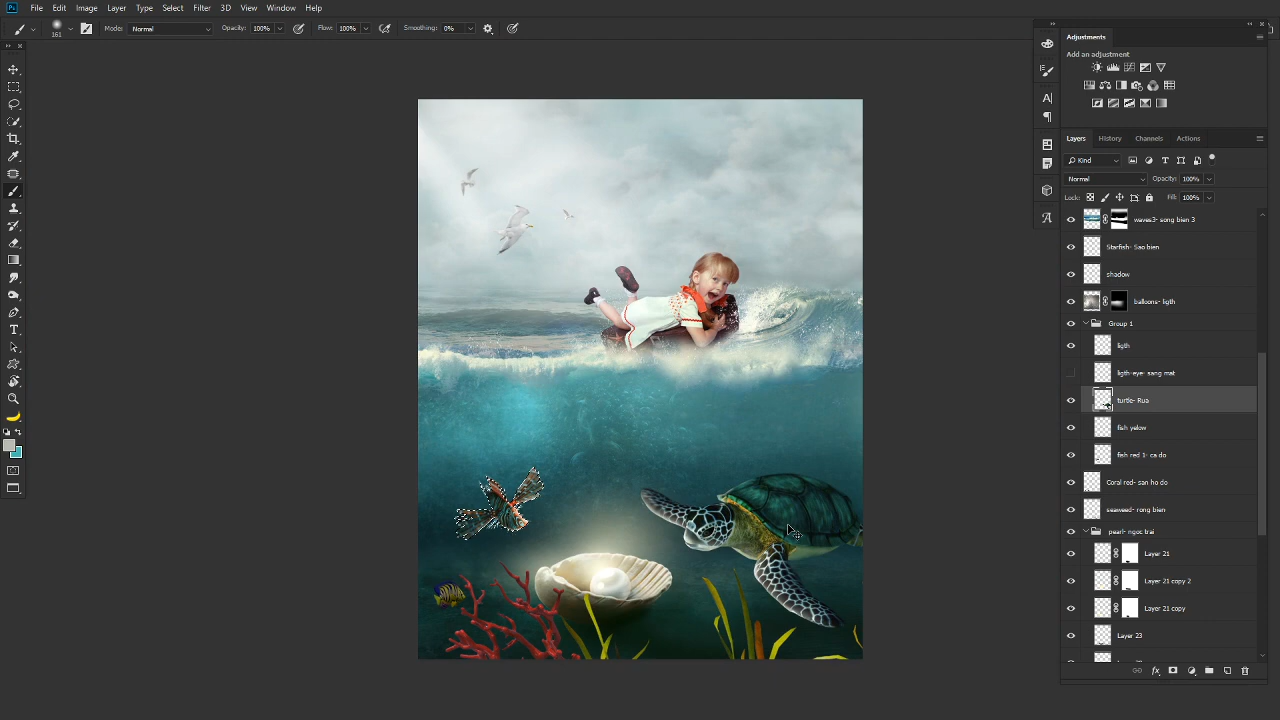 Ps File Edit Image Layer Type Select Filter 3D View Window Help
161 Mode: Normal Opacity: 100% Flow: 100% Smoothing: 0%
Adjustments
Add an adjustment
Layers History Channels Actions
Kind
Normal Opacity: 100%
Lock: Fill: 100%
waves3- song bien 3
Starfish- Sao bien
shadow
balloons- ligth
Group 1
ligth
ligth-eye- sang mat
turtle- Rua
fish yelow
fish red 1- ca do
Coral red- san ho do
seaweed- rong bien
pearl- ngoc trai
Layer 21
Layer 21 copy 2
Layer 21 copy
Layer 23